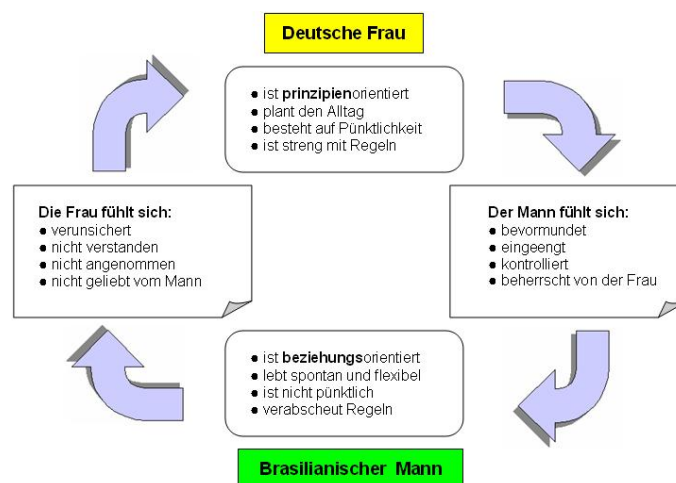 Deutsche Frau
● ist prinzipienorientiert
● plant den Alltag
● besteht auf Pünktlichkeit
● ist streng mit Regeln
Die Frau fühlt sich:
● verunsichert
● nicht verstanden
● nicht angenommen
● nicht geliebt vom Mann
Der Mann fühlt sich:
● bevormundet
● eingeengt
● kontrolliert
● beherrscht von der Frau
● ist beziehungsorientiert
● lebt spontan und flexibel
● ist nicht pünktlich
● verabscheut Regeln
Brasilianischer Mann